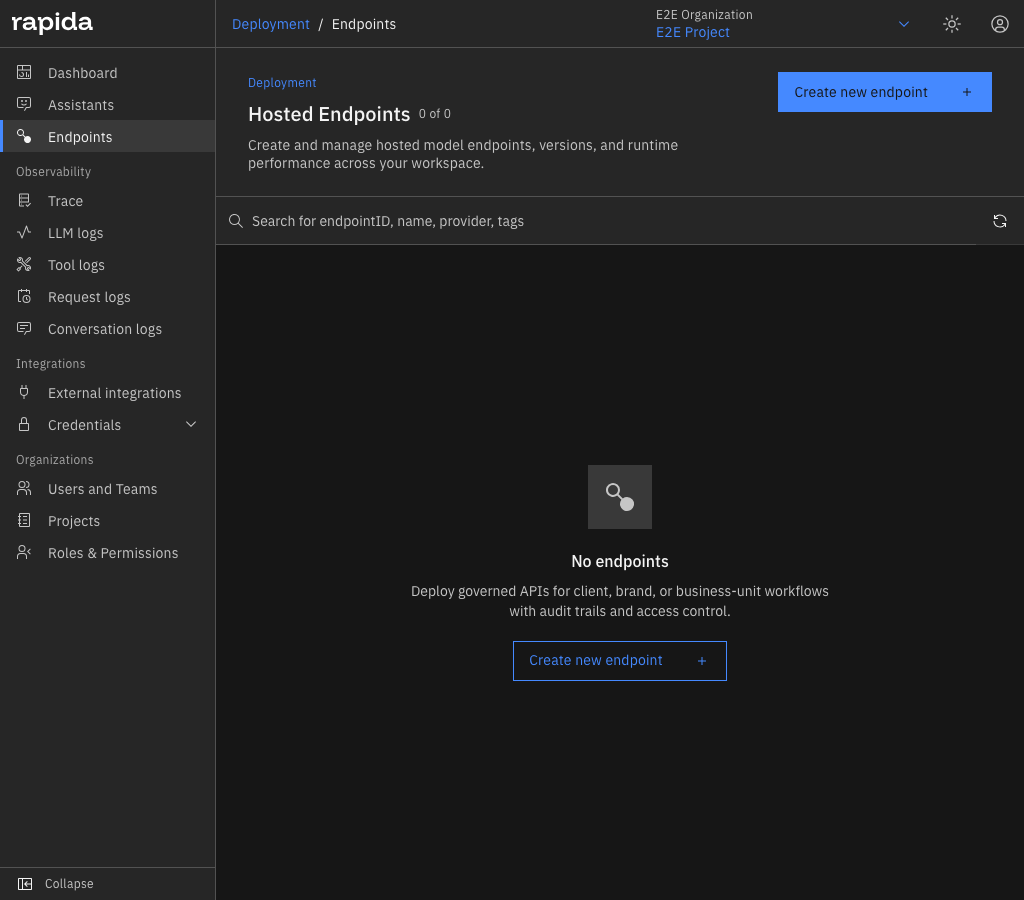 rapida
Deployment / Endpoints
E2E Organization
E2E Project
Dashboard
Assistants
Endpoints
Observability
Trace
LLM logs
Tool logs
Request logs
Conversation logs
Integrations
External integrations
Credentials
Organizations
Users and Teams
Projects
Roles & Permissions
Collapse
Deployment
Hosted Endpoints 0 of 0
Create and manage hosted model endpoints, versions, and runtime
performance across your workspace.
Create new endpoint +
Search for endpointID, name, provider, tags
No endpoints
Deploy governed APIs for client, brand, or business-unit workflows
with audit trails and access control.
Create new endpoint +